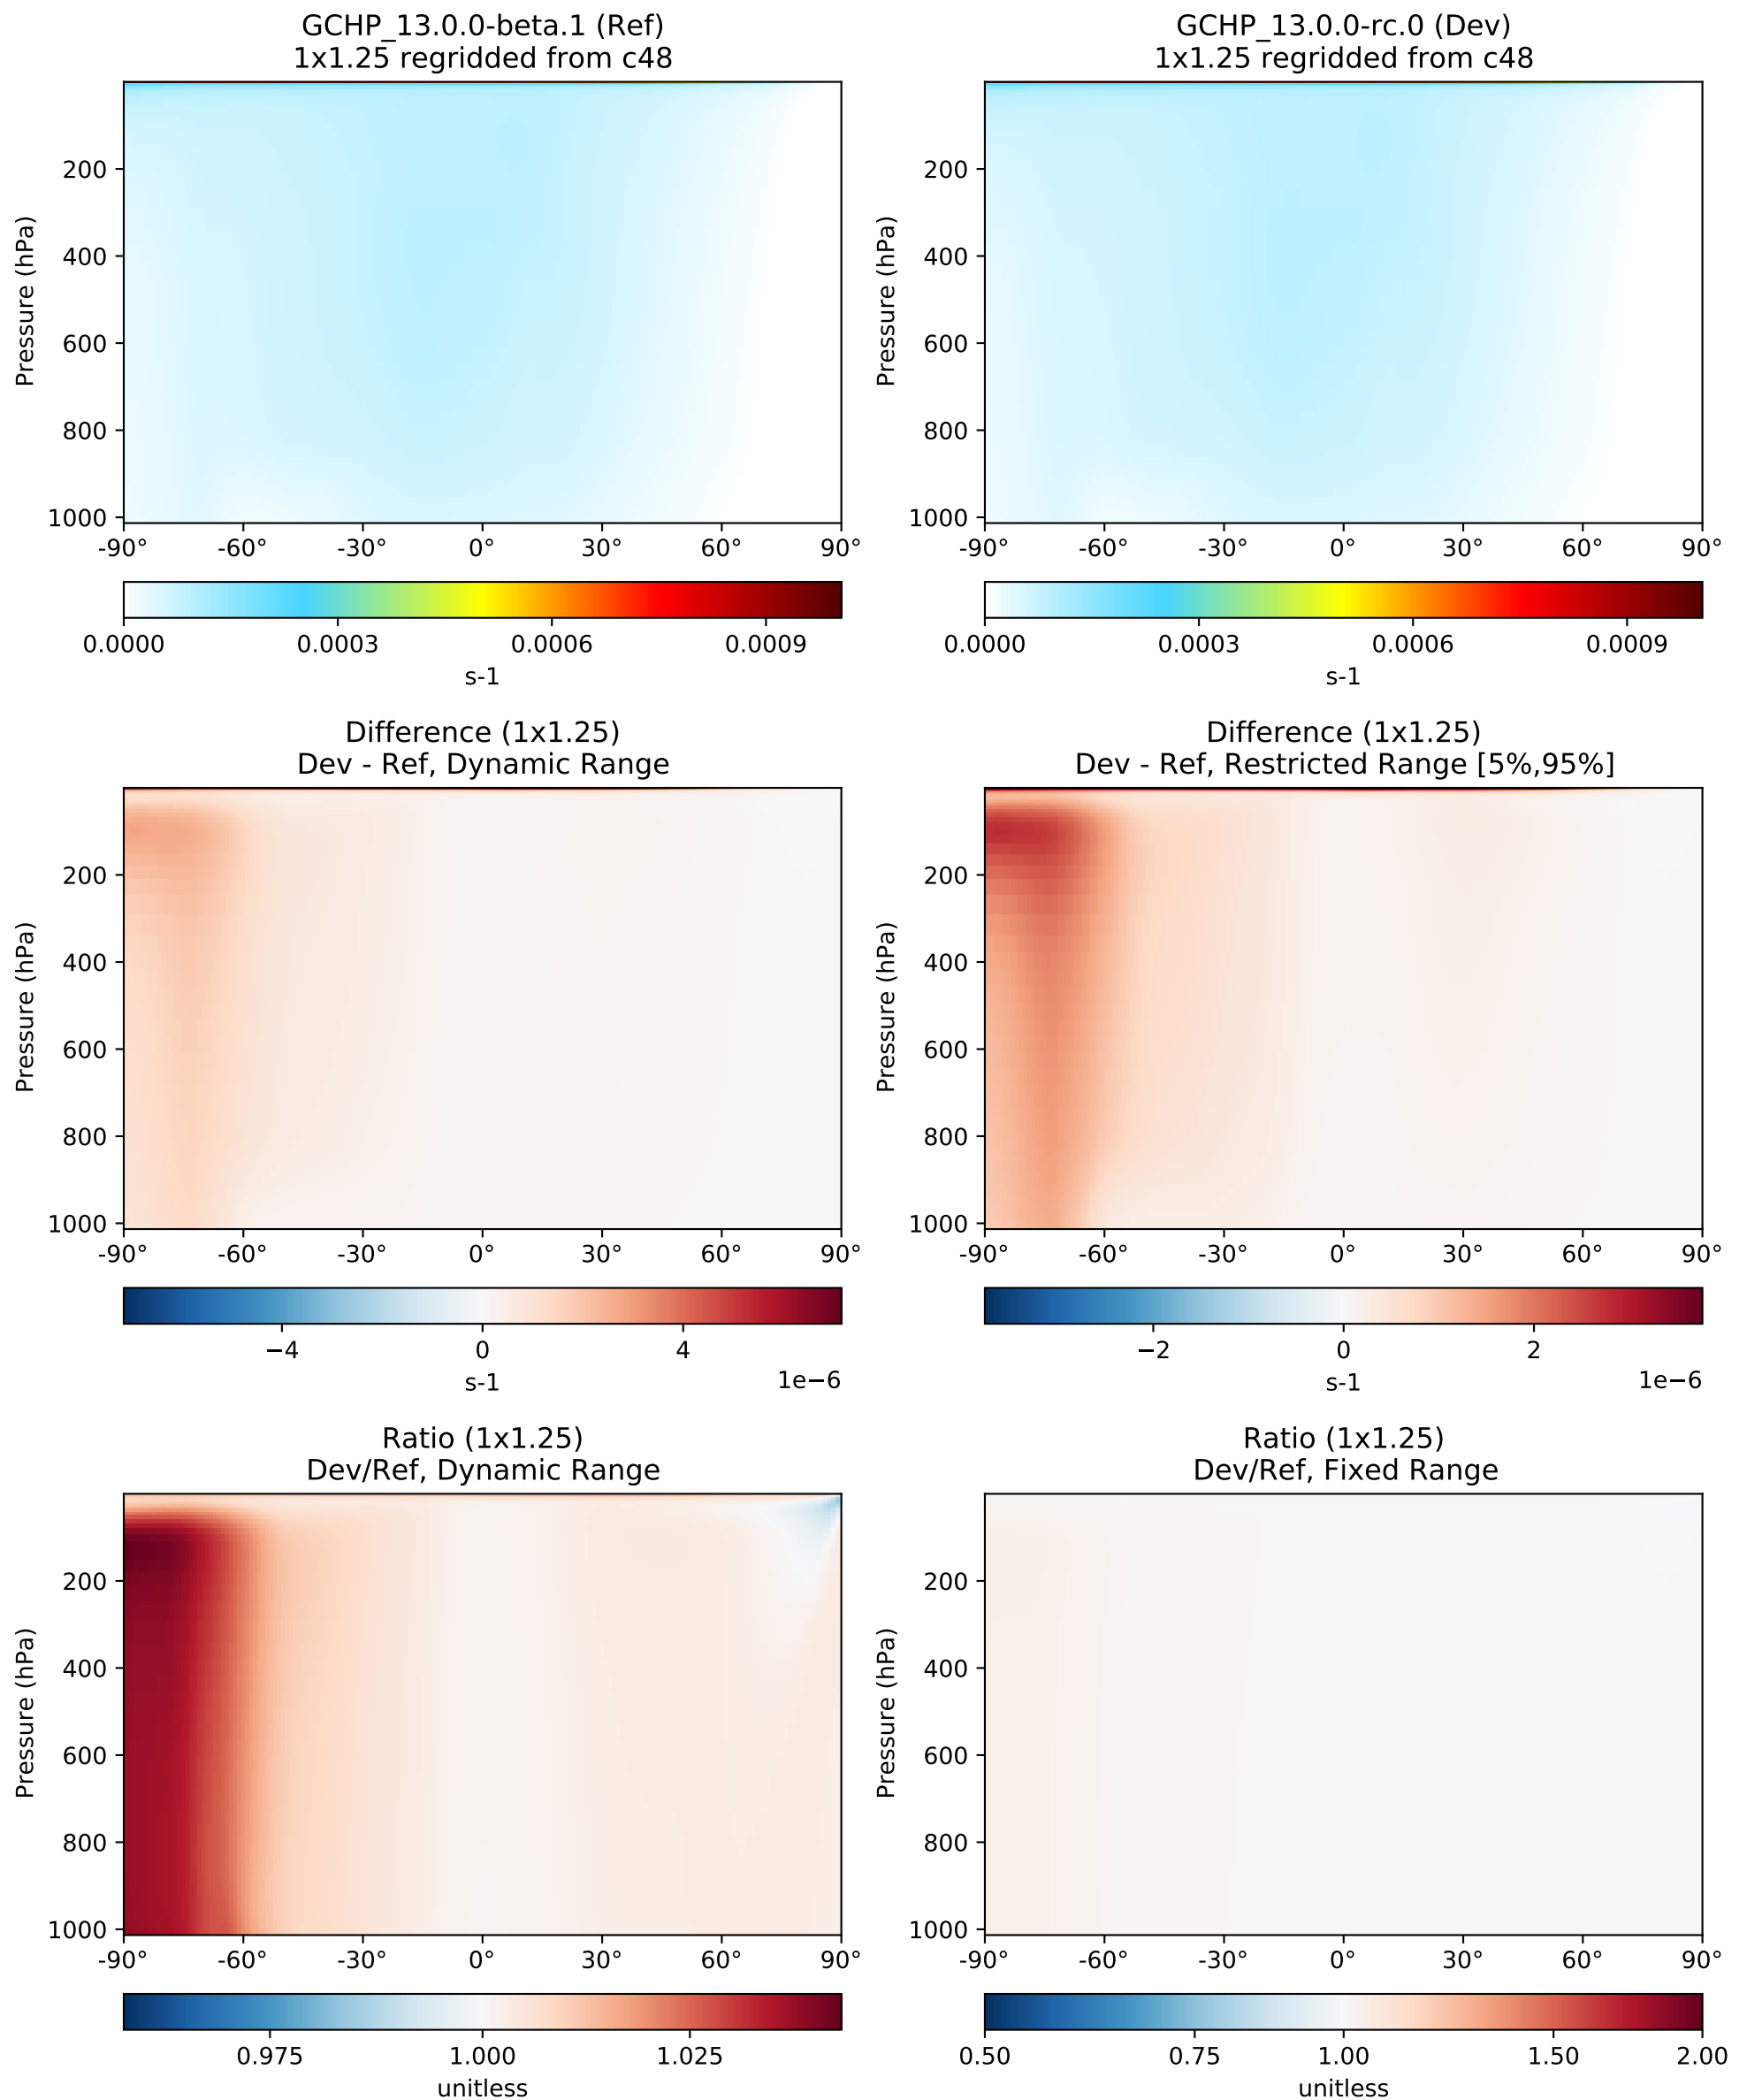 GCHP_13.0.0-beta.1 (Ref)
1x1.25 regridded from c48
Pressure (hPa)
200
400
600
800
1000
-90° -60° -30° 0° 30° 60° 90°
0.0000 0.0003 0.0006 0.0009
s-1
GCHP_13.0.0-rc.0 (Dev)
1x1.25 regridded from c48
Pressure (hPa)
200
400
600
800
1000
-90° -60° -30° 0° 30° 60° 90°
0.0000 0.0003 0.0006 0.0009
s-1
Difference (1x1.25)
Dev - Ref, Dynamic Range
Pressure (hPa)
200
400
600
800
1000
-90° -60° -30° 0° 30° 60° 90°
−4 0 4
s-1 1e−6
Difference (1x1.25)
Dev - Ref, Restricted Range [5%,95%]
Pressure (hPa)
200
400
600
800
1000
-90° -60° -30° 0° 30° 60° 90°
−2 0 2
s-1 1e−6
Ratio (1x1.25)
Dev/Ref, Dynamic Range
Pressure (hPa)
200
400
600
800
1000
-90° -60° -30° 0° 30° 60° 90°
0.975 1.000 1.025
unitless
Ratio (1x1.25)
Dev/Ref, Fixed Range
Pressure (hPa)
200
400
600
800
1000
-90° -60° -30° 0° 30° 60° 90°
0.50 0.75 1.00 1.50 2.00
unitless